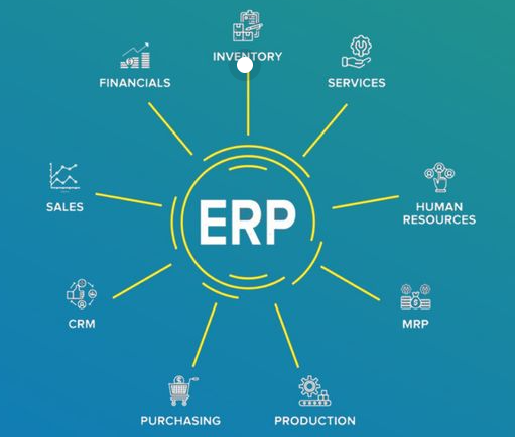 INVENTORY
FINANCIALS
SERVICES
SALES
HUMAN
RESOURCES
ERP
CRM
MRP
PURCHASING
PRODUCTION